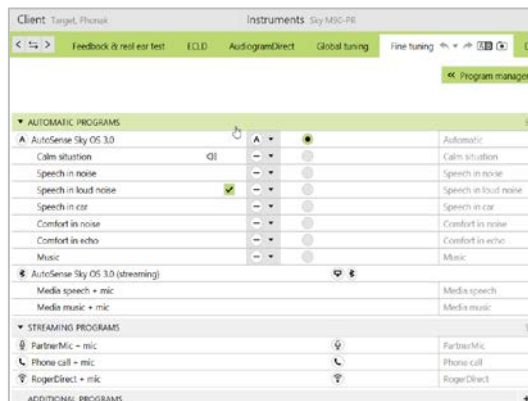 Client Target, Phonak Instruments Sky M90-PR
Feedback & real ear test ECLD AudiogramDirect Global tuning Fine tuning
Program manager
AUTOMATIC PROGRAMS
A AutoSense Sky OS 3.0 A Automatic
Calm situation Calm situation
Speech in noise Speech in noise
Speech in loud noise Speech in loud noise
Speech in car Speech in car
Comfort in noise Comfort in noise
Comfort in echo Comfort in echo
Music Music
AutoSense Sky OS 3.0 (streaming)
Media speech + mic Media speech
Media music + mic Media music
STREAMING PROGRAMS
PartnerMic + mic PartnerMic
Phone call + mic Phone call
RogerDirect + mic RogerDirect
ADDITIONAL PROGRAMS